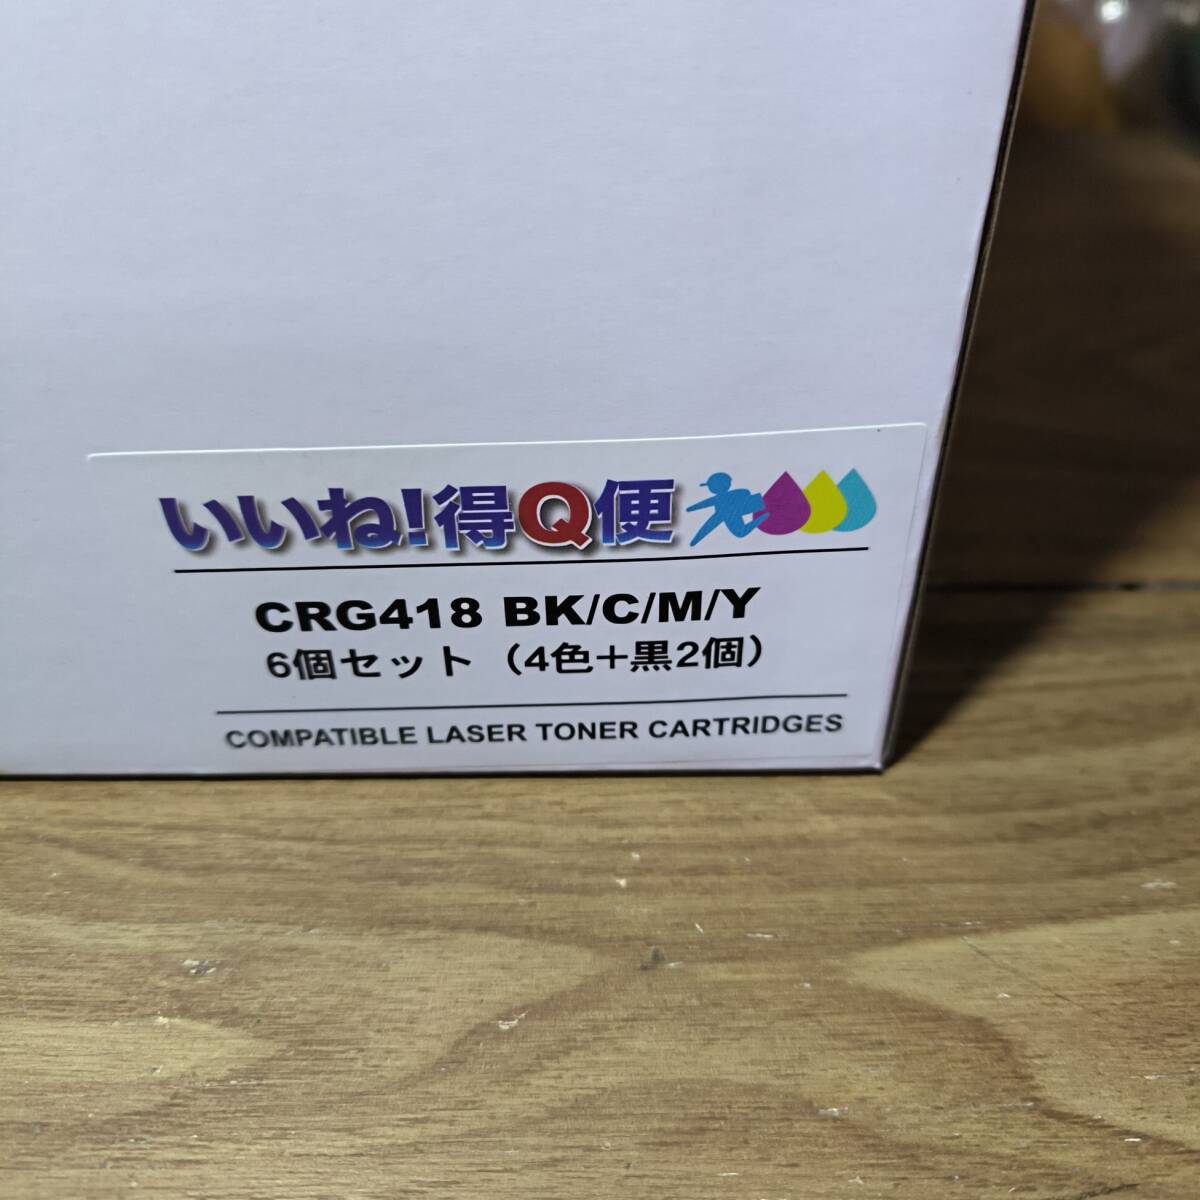 いいね!得Q便
CRG418 BK/C/M/Y
6個セット（4色＋黒2個）
COMPATIBLE LASER TONER CARTRIDGES